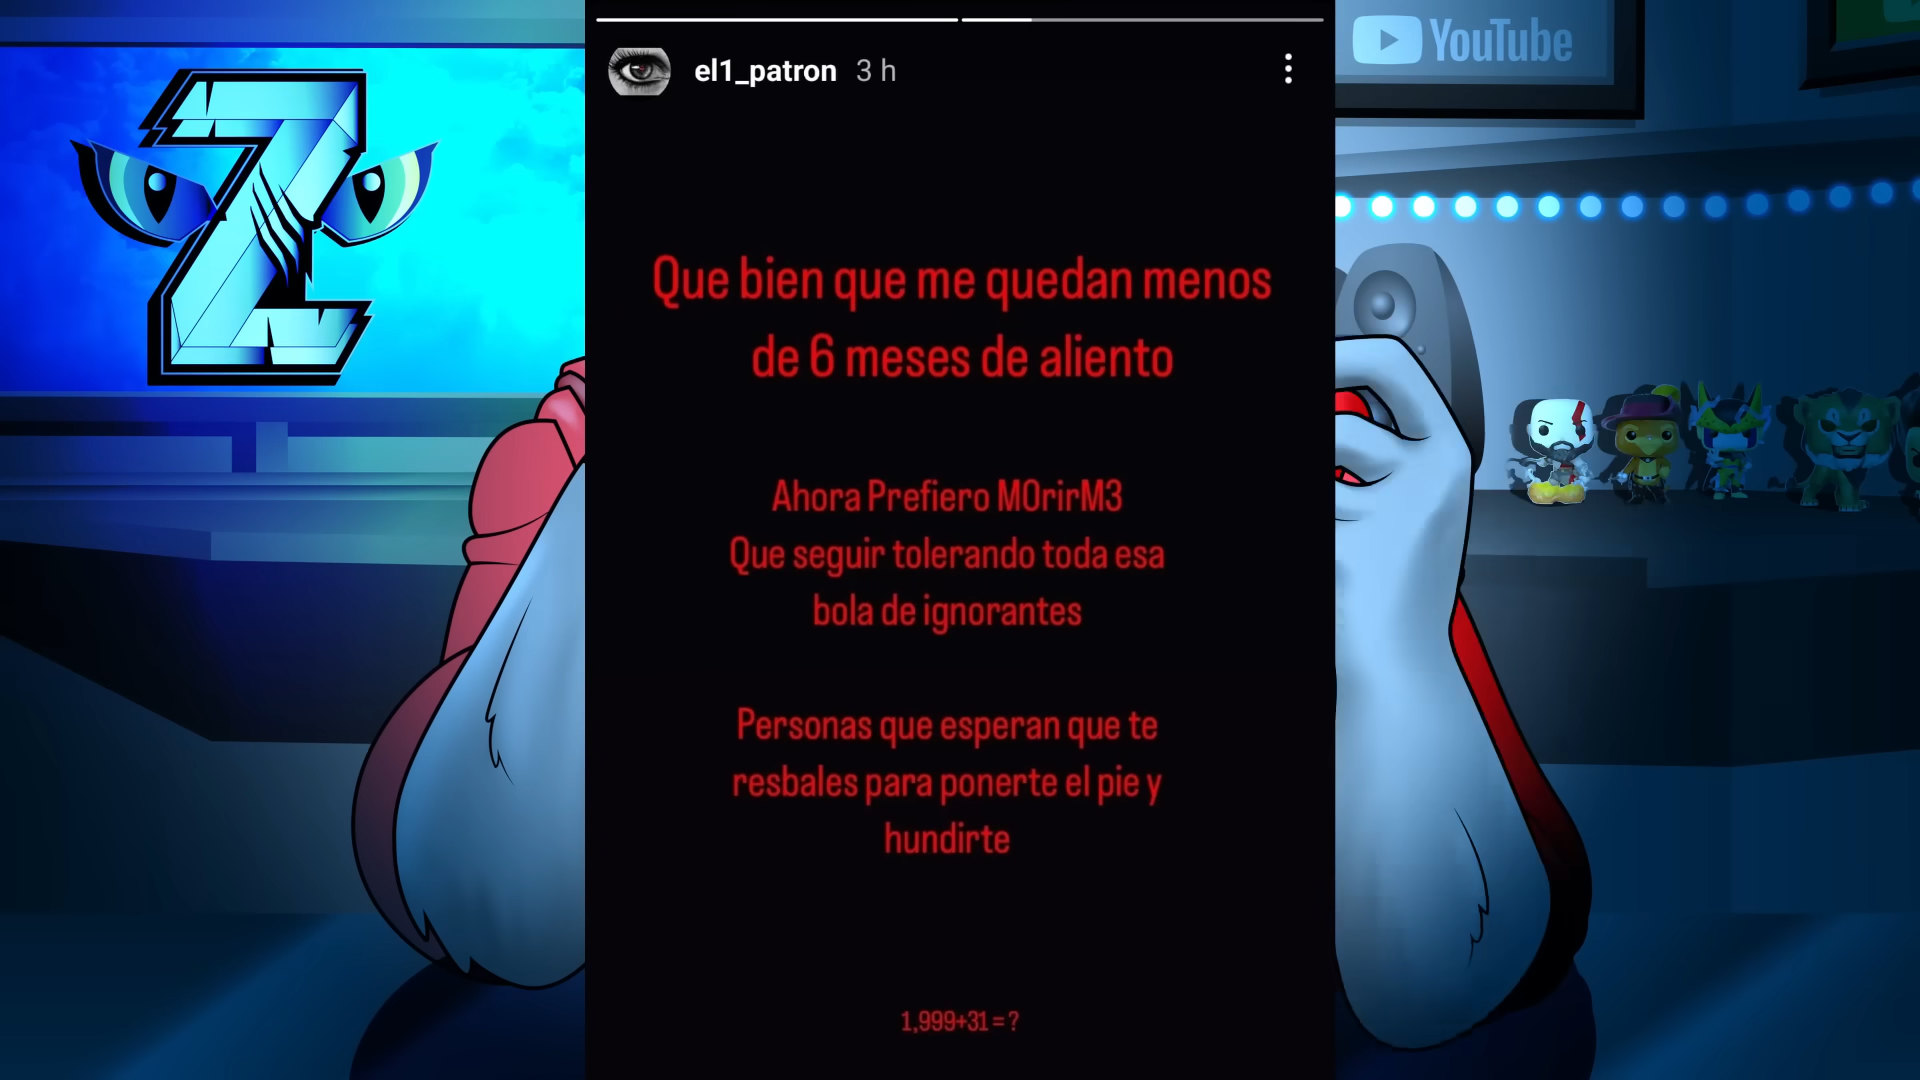 el1_patron 3 h
YouTube
Z
Que bien que me quedan menos
de 6 meses de aliento
Ahora Prefiero M0rirM3
Que seguir tolerando toda esa
bola de ignorantes
Personas que esperan que te
resbales para ponerte el pie y
hundirte
1,999+31=?